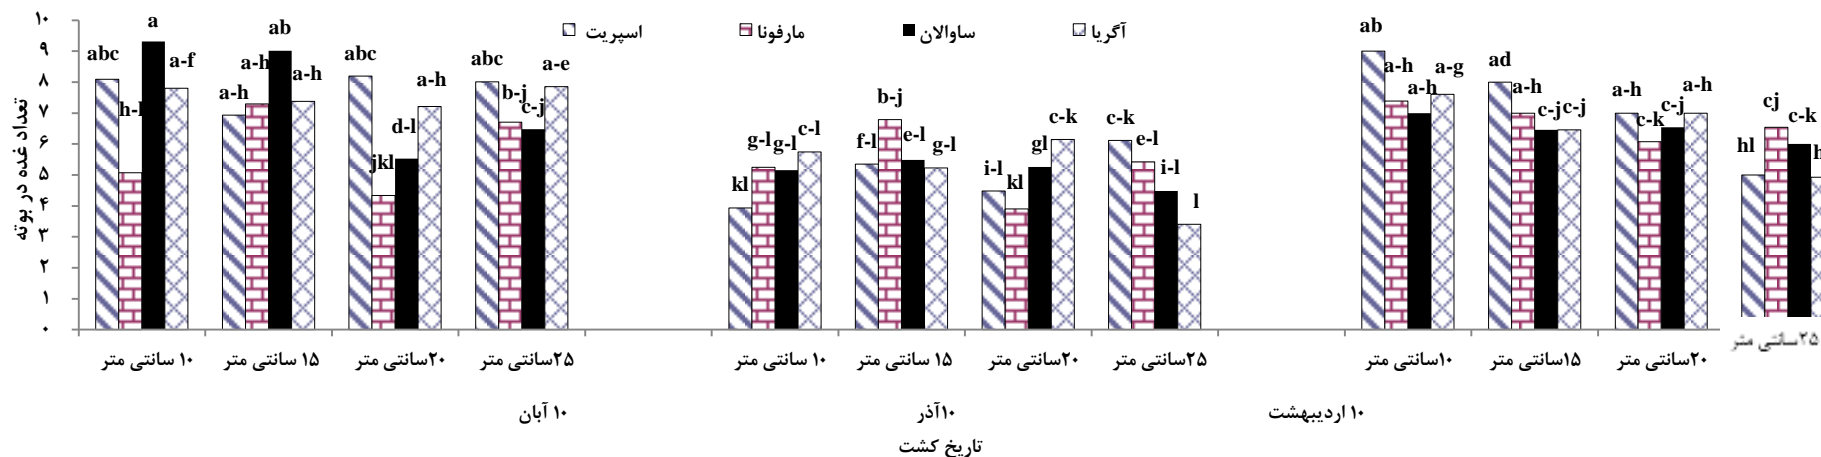 تعداد غده در بوته
۱۰
۹
۸
۷
۶
۵
۴
۳
۲
۱
۰
اسپریت
مارفونا
ساوالان
آگریا
abc
h-l
a
a-f
a-h
a-h
ab
a-h
abc
jkl
d-l
a-h
abc
b-j
c-j
a-e
kl
g-l
g-l
c-l
f-l
b-j
e-l
g-l
i-l
kl
gl
c-k
c-k
e-l
i-l
l
ab
a-h
a-h
a-g
ad
a-h
c-j
c-j
a-h
c-k
c-j
a-h
hl
cj
c-k
h
۱۰ سانتی متر
۱۵ سانتی متر
۲۰سانتی متر
۲۵سانتی متر
۱۰ سانتی متر
۱۵ سانتی متر
۲۰سانتی متر
۲۵سانتی متر
۱۰سانتی متر
۱۵سانتی متر
۲۰سانتی متر
۲۵سانتی متر
۱۰ آبان
۱۰آذر
۱۰ اردیبهشت
تاریخ کشت